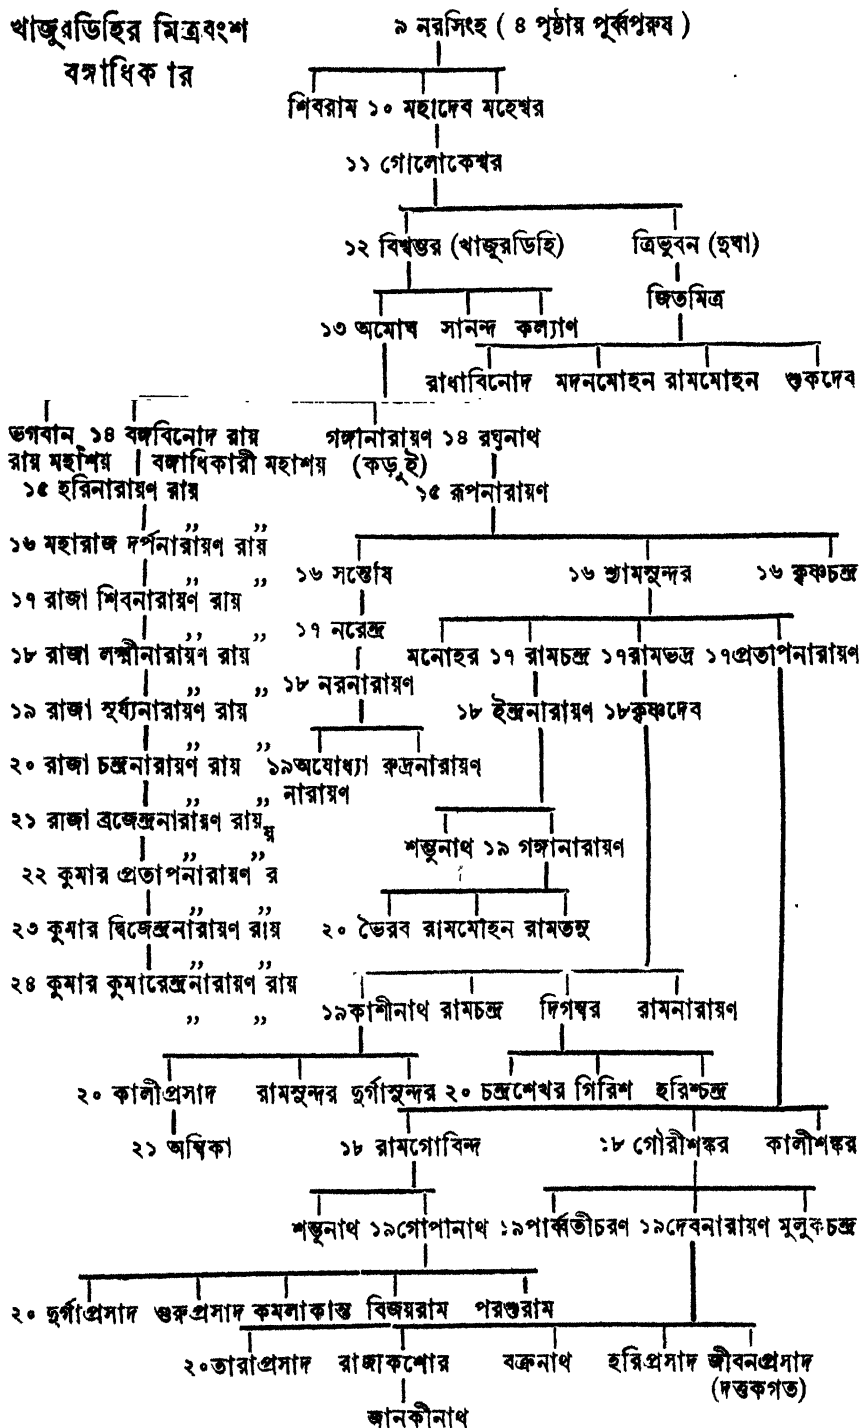 খাজুরডিহির মিত্রবংশ
বঙ্গাধিকার
৯ নরসিংহ ( ৪ পৃষ্ঠায় পূর্ব্বপুরুষ )
শিবরাম ১০ মহাদেব মহেশ্বর
১১ গোলোকেশ্বর
১২ বিশ্বম্ভর (খাজুরডিহি) ত্রিভুবন (দুঘা)
জিতমিত্র
১৩ অমোঘ সানন্দ কল্যাণ
রাধাবিনোদ মদনমোহন রামমোহন শুকদেব
ভগবান্ ১৪ বঙ্গবিনোদ রায় গঙ্গানারায়ণ ১৪ রঘুনাথ
রায় মহাশয় বঙ্গাধিকারী মহাশয় (কড়ুই)
১৫ হরিনারায়ণ রায় ১৫ রূপনারায়ণ
,, ,,
১৬ মহারাজ দর্পনারায়ণ রায় ১৬ সন্তোষ ১৬ শ্যামসুন্দর ১৬ কৃষ্ণচন্দ্র
,, ,,
১৭ রাজা শিবনারায়ণ রায় ১৭ নরেন্দ্র
,, ,,
১৮ রাজা লক্ষ্মীনারায়ণ রায় মনোহর ১৭ রামচন্দ্র ১৭রামভদ্র ১৭প্রতাপনারায়ণ
,, ,, ১৮ নরনারায়ণ
১৯ রাজা সূর্য্যনারায়ণ রায় ১৮ ইন্দ্রনারায়ণ ১৮কৃষ্ণদেব
,, ,,
২০ রাজা চন্দ্রনারায়ণ রায় ১৯অযোধ্যা রুদ্রনারায়ণ
,, ,, নারায়ণ
২১ রাজা ব্রজেন্দ্রনারায়ণ রায় শম্ভুনাথ ১৯ গঙ্গানারায়ণ
,, ,,
২২ কুমার প্রতাপনারায়ণ র
,, ,,
২৩ কুমার দ্বিজেন্দ্রনারায়ণ রায় ২০ ভৈরব রামমোহন রামতনু
,, ,,
২৪ কুমার কুমারেন্দ্রনারায়ণ রায়
,, ,,
১৯কাশীনাথ রামচন্দ্র দিগম্বর রামনারায়ণ
২০ কালীপ্রসাদ রামসুন্দর দুর্গাসুন্দর ২০ চন্দ্রশেখর গিরিশ হরিশ্চন্দ্র
২১ অম্বিকা ১৮ রামগোবিন্দ ১৮ গৌরীশঙ্কর কালীশঙ্কর
শম্ভুনাথ ১৯গোপানাথ ১৯পার্ব্বতীচরণ ১৯দেবনারায়ণ মুলুকচন্দ্র
২০ দুর্গাপ্রসাদ গুরুপ্রসাদ কমলাকান্ত বিজয়রাম পরশুরাম
২০তারাপ্রসাদ রাজাকশোর বক্রনাথ হরিপ্রসাদ জীবনপ্রসাদ
(দত্তকগত)
জানকীনাথ